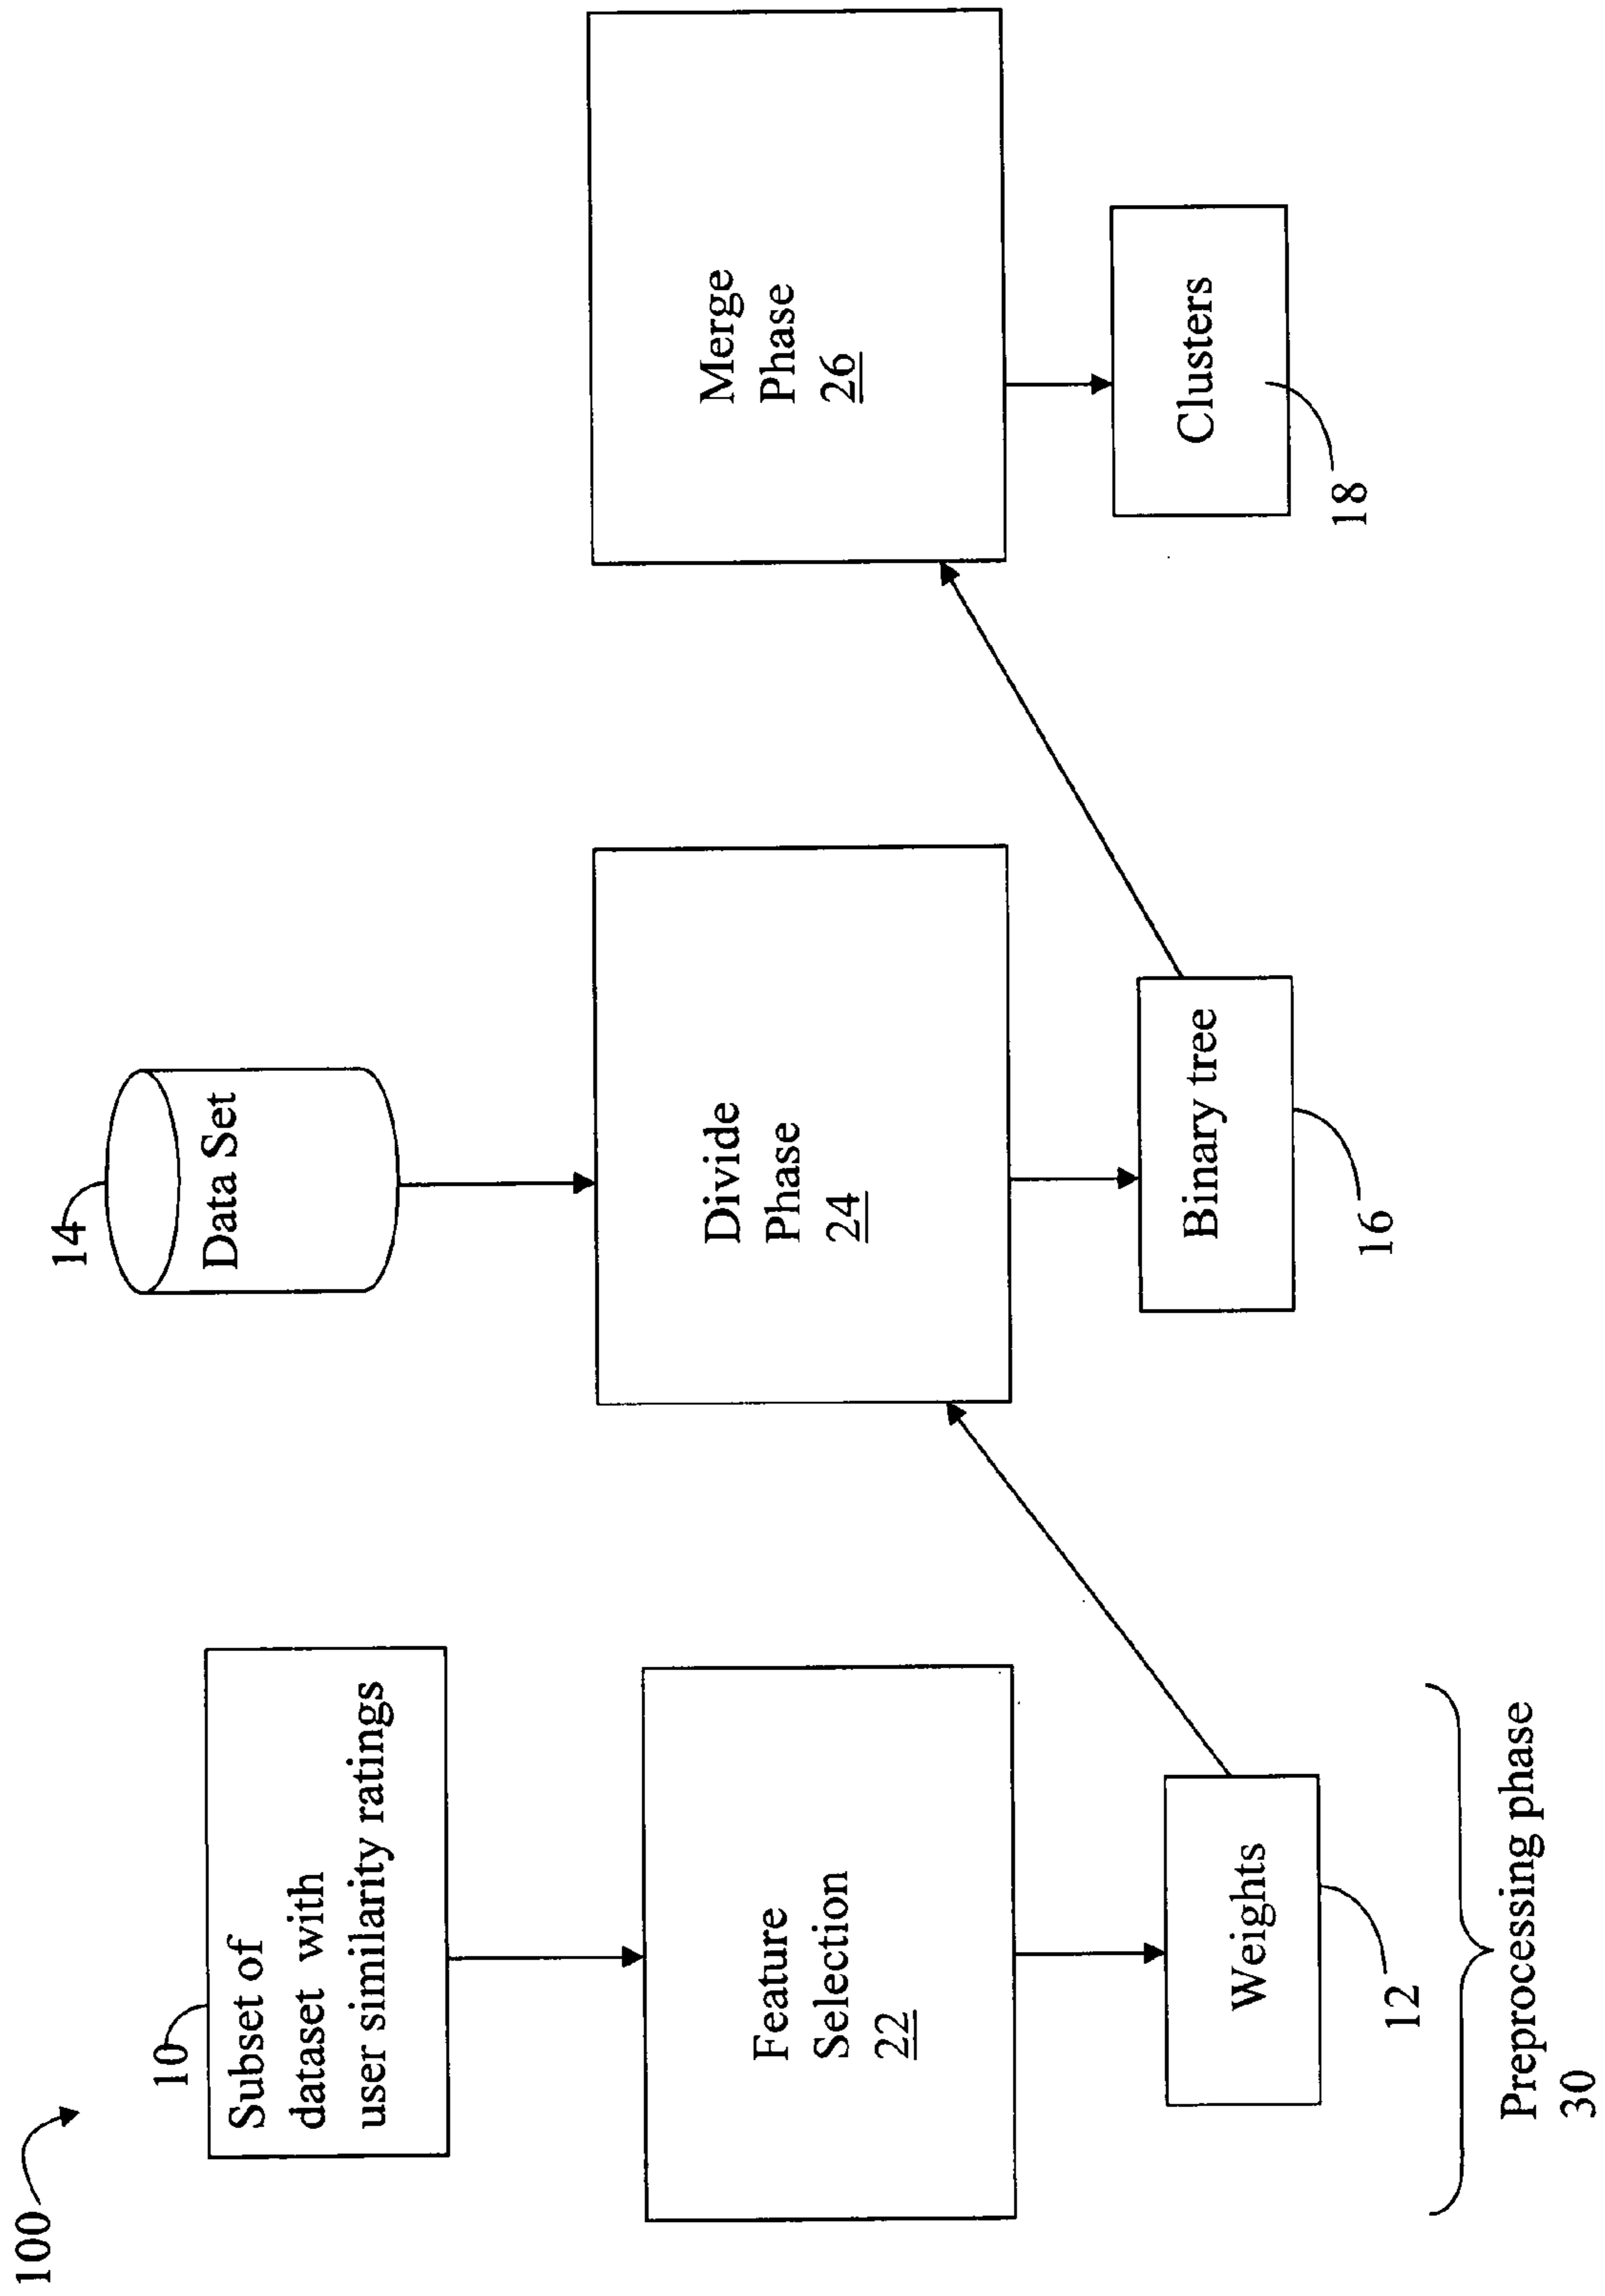 100
10
Subset of
dataset with
user similarity ratings
Feature
Selection
22
Weights
12
Preprocessing phase
30
14
Data Set
Divide
Phase
24
Binary tree
16
Merge
Phase
26
Clusters
18